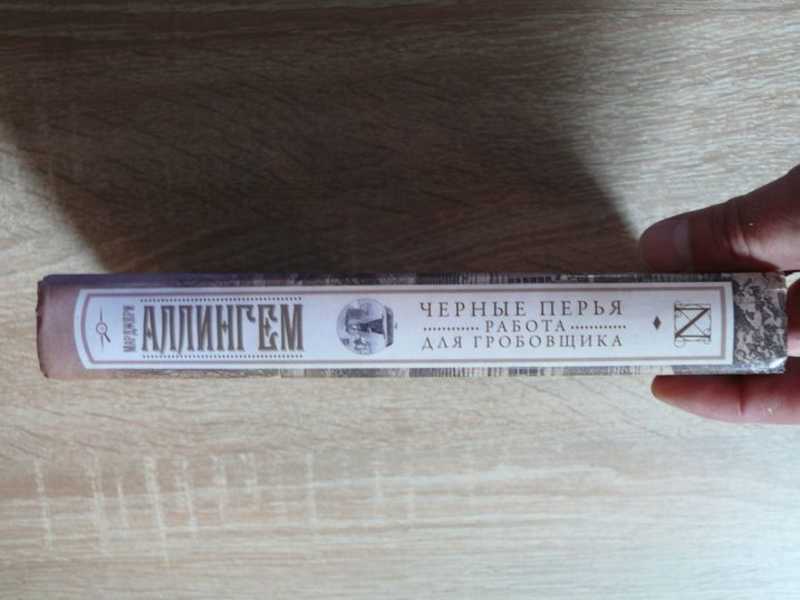 МАРДЖЕРИ
АЛЛИНГЕМ
ЧЕРНЫЕ ПЕРЬЯ
РАБОТА
ДЛЯ ГРОБОВЩИКА
N